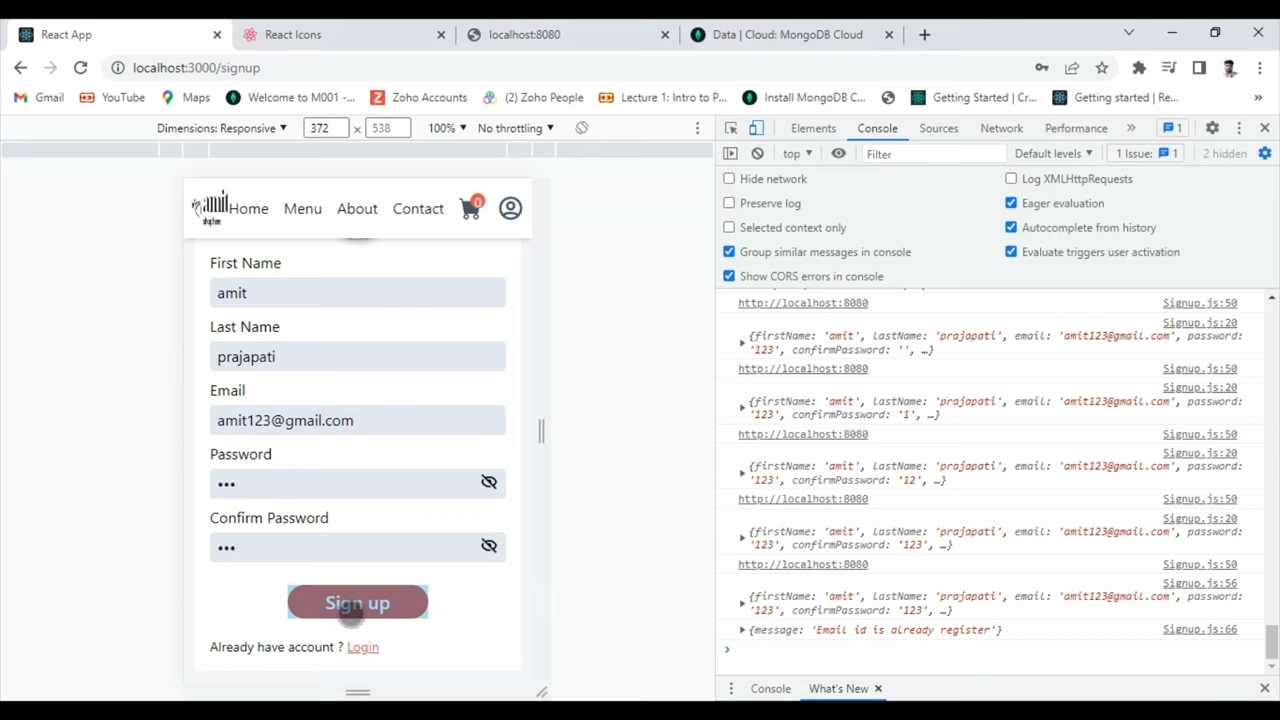 React App
React Icons
localhost:8080
Data | Cloud: MongoDB Cloud
localhost:3000/signup
Gmail
YouTube
Maps
Welcome to M001 -...
Zoho Accounts
(2) Zoho People
Lecture 1: Intro to P...
Install MongoDB C...
Getting Started | Cr...
Getting started | Re...
»
Dimensions: Responsive
372
x
538
100%
No throttling
Elements
Console
Sources
Network
Performance
»
1
top
Filter
Default levels
1 Issue:
1
2 hidden
Hide network
Log XMLHttpRequests
Preserve log
Eager evaluation
Selected context only
Autocomplete from history
Group similar messages in console
Evaluate triggers user activation
Show CORS errors in console
Home
Menu
About
Contact
0
First Name
amit
Last Name
prajapati
Email
amit123@gmail.com
Password
•••
Confirm Password
•••
Sign up
Already have account ? Login
http://localhost:8080 Signup.js:50
Signup.js:20
{firstName: 'amit', lastName: 'prajapati', email: 'amit123@gmail.com', password:
'123', confirmPassword: '', …}
http://localhost:8080 Signup.js:50
Signup.js:20
{firstName: 'amit', lastName: 'prajapati', email: 'amit123@gmail.com', password:
'123', confirmPassword: '1', …}
http://localhost:8080 Signup.js:50
Signup.js:20
{firstName: 'amit', lastName: 'prajapati', email: 'amit123@gmail.com', password:
'123', confirmPassword: '12', …}
http://localhost:8080 Signup.js:50
Signup.js:20
{firstName: 'amit', lastName: 'prajapati', email: 'amit123@gmail.com', password:
'123', confirmPassword: '123', …}
http://localhost:8080 Signup.js:50
Signup.js:56
{firstName: 'amit', lastName: 'prajapati', email: 'amit123@gmail.com', password:
'123', confirmPassword: '123', …}
{message: 'Email id is already register'} Signup.js:66
Console
What's New